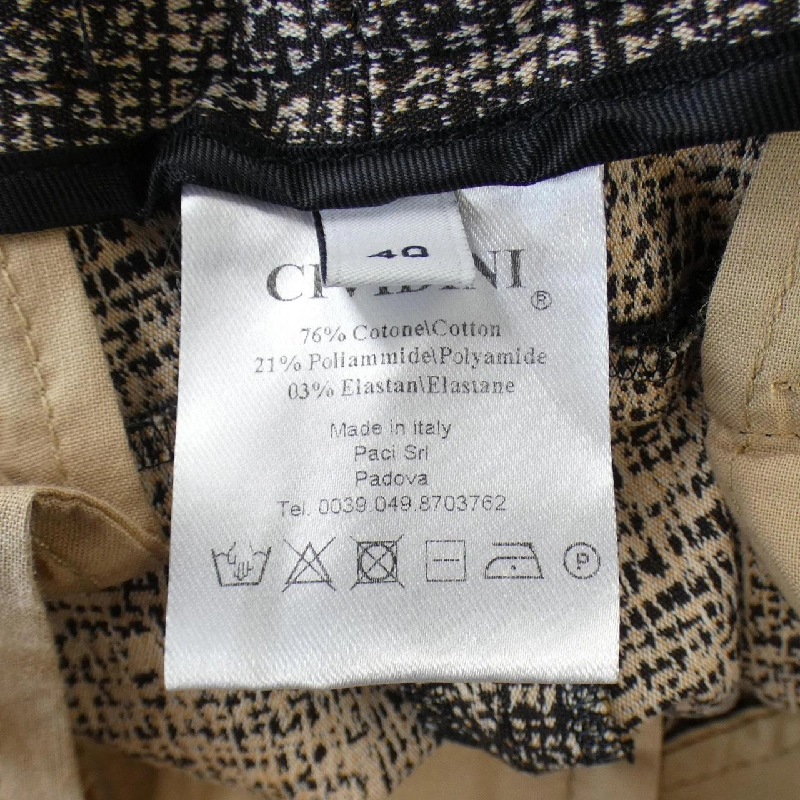 40
CIVIDINI ®
76% Cotone\Cotton
21% Poliammide\Polyamide
03% Elastan\Elastane
Made in Italy
Paci Srl
Padova
Tel. 0039.049.8703762
P